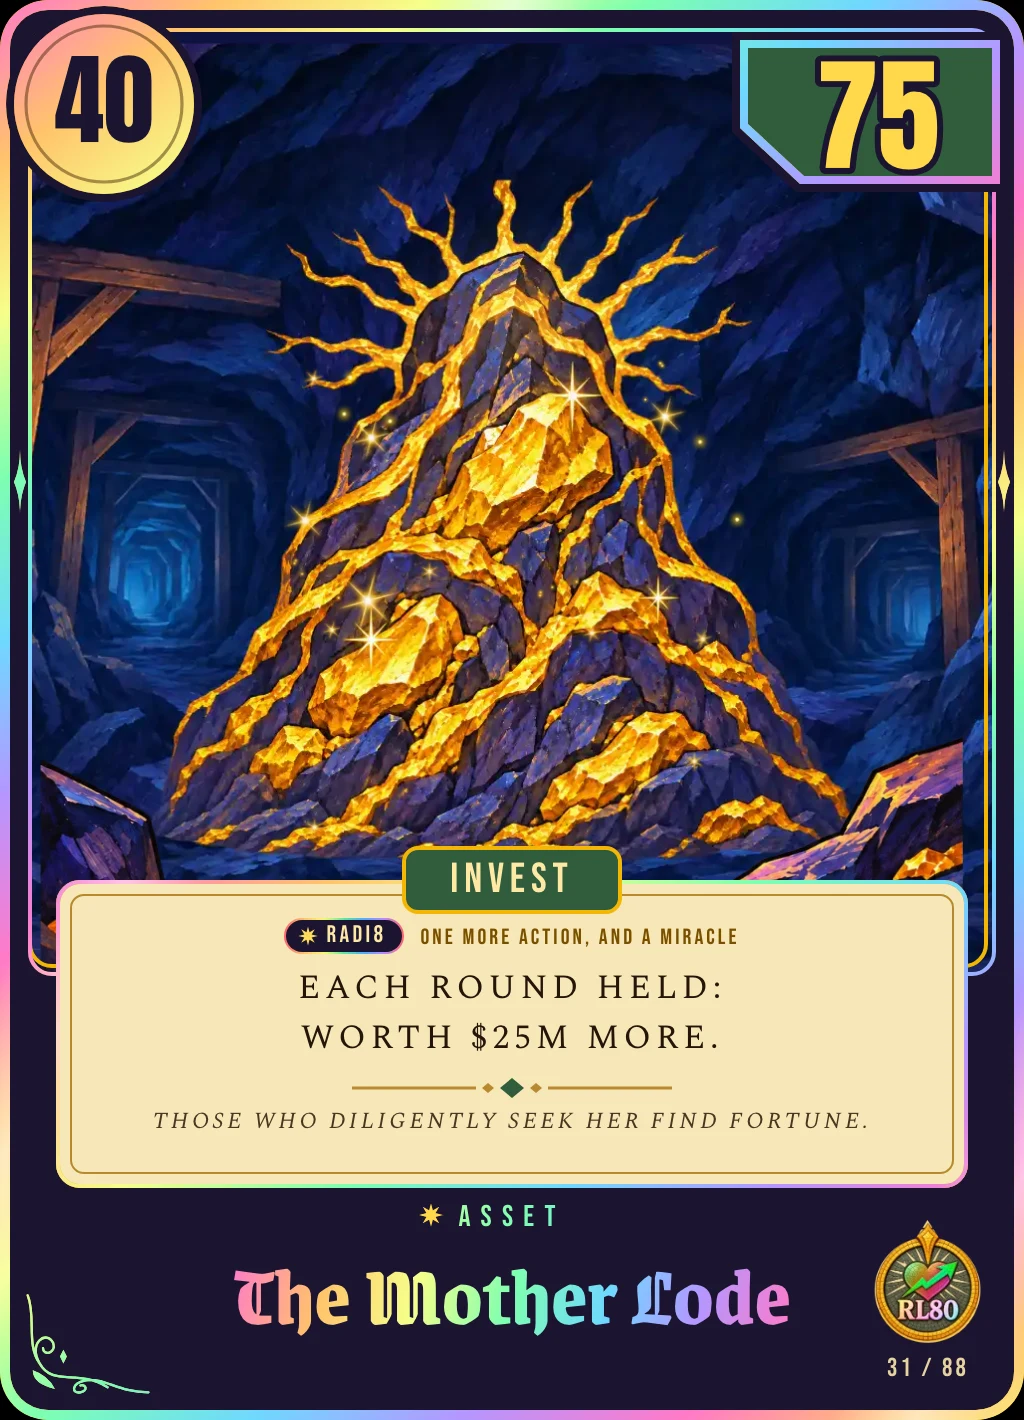 40
75
INVEST
RADI8 ONE MORE ACTION, AND A MIRACLE
EACH ROUND HELD:
WORTH $25M MORE.
THOSE WHO DILIGENTLY SEEK HER FIND FORTUNE.
ASSET
The Mother Lode
RL80
31 / 88